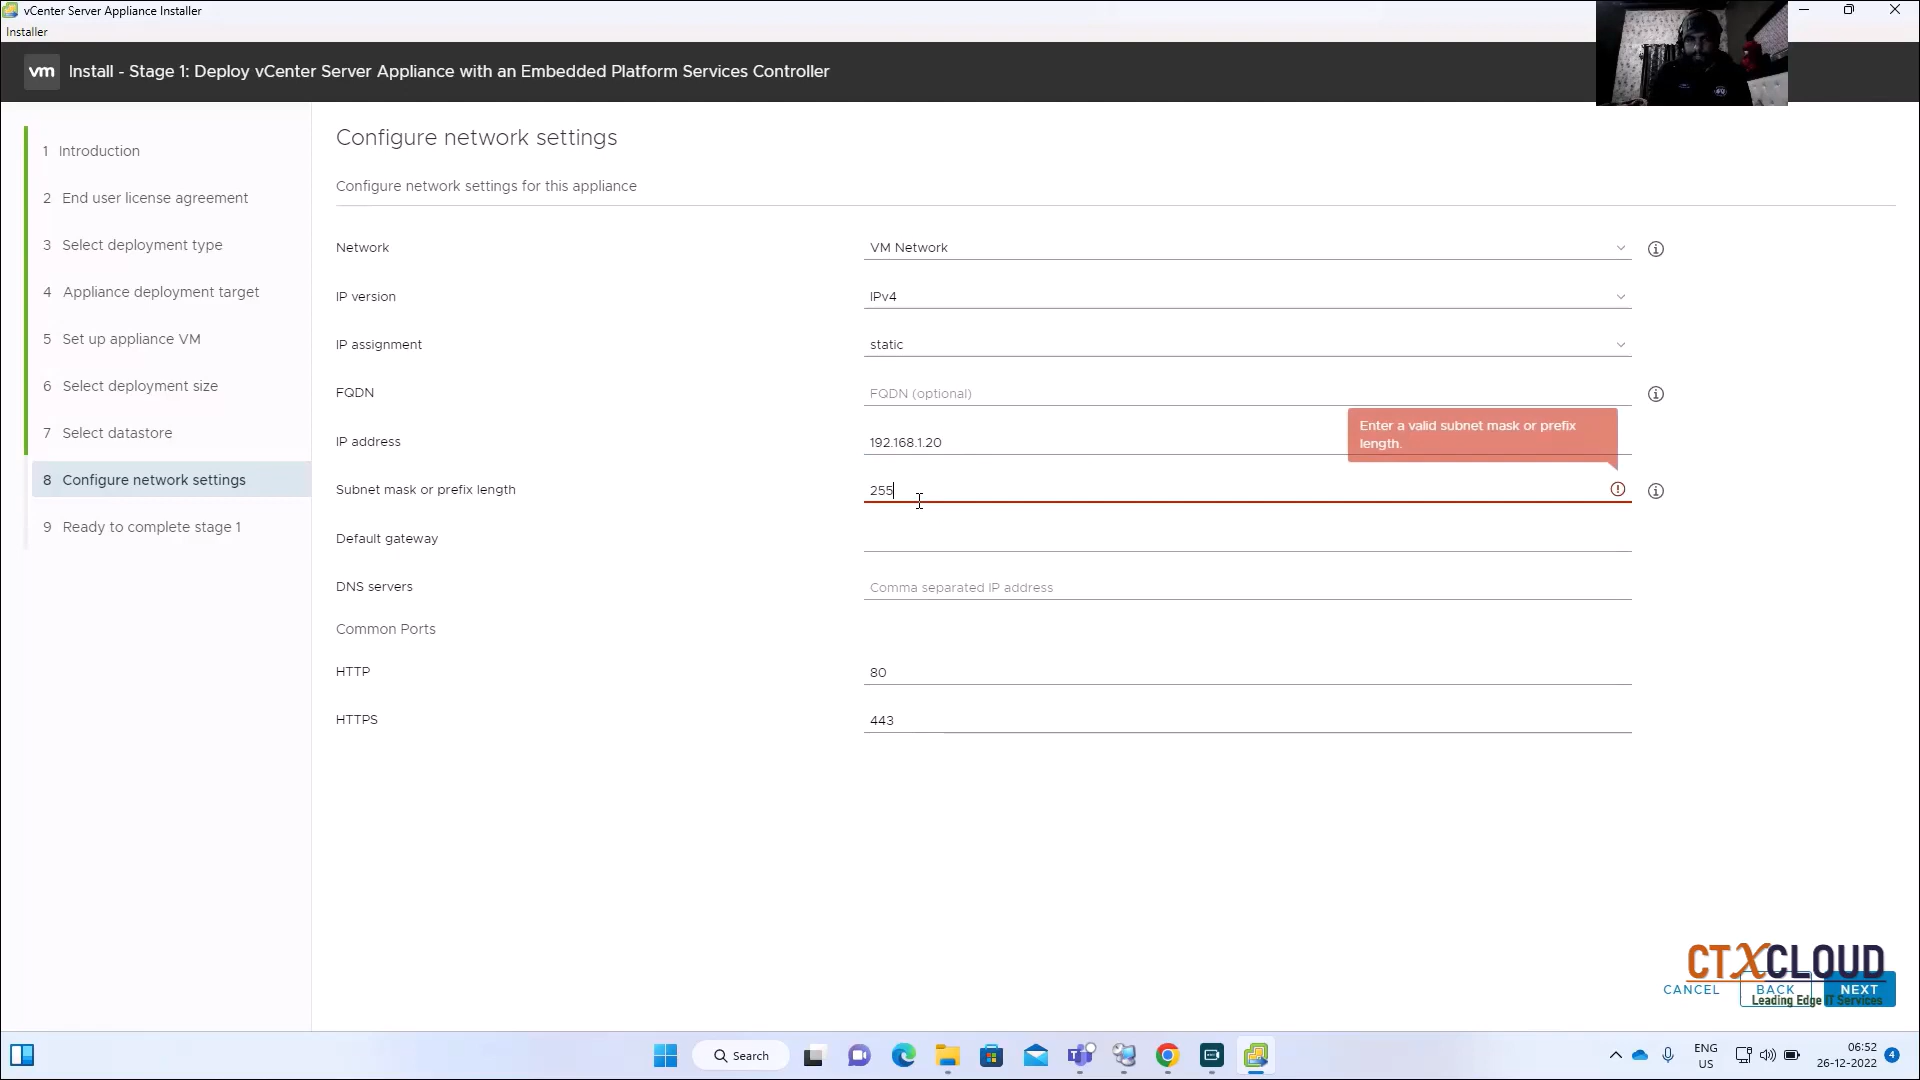 vCenter Server Appliance Installer
Installer
vm Install - Stage 1: Deploy vCenter Server Appliance with an Embedded Platform Services Controller
1 Introduction
2 End user license agreement
3 Select deployment type
4 Appliance deployment target
5 Set up appliance VM
6 Select deployment size
7 Select datastore
8 Configure network settings
9 Ready to complete stage 1
Configure network settings
Configure network settings for this appliance
Network VM Network
IP version IPv4
IP assignment static
FQDN FQDN (optional)
Enter a valid subnet mask or prefix
length.
IP address 192.168.1.20
Subnet mask or prefix length 255
Default gateway
DNS servers Comma separated IP address
Common Ports
HTTP 80
HTTPS 443
CTXCLOUD
CANCEL BACK NEXT
Leading Edge IT Services
Search
ENG
US
06:52
26-12-2022
4